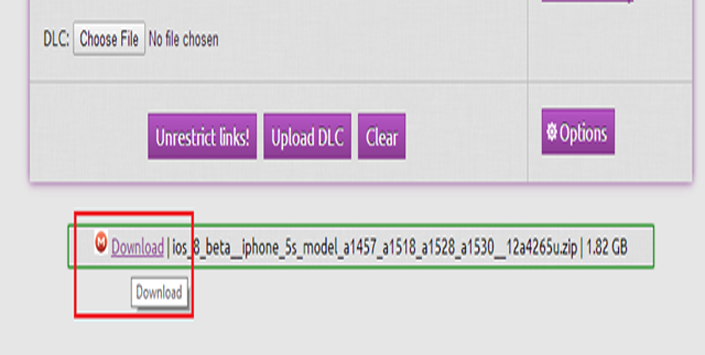 DLC: Choose File No file chosen
Unrestrict links! Upload DLC Clear Options
Download | ios_8_beta__iphone_5s_model_a1457_a1518_a1528_a1530__12a4265u.zip | 1.82 GB
Download